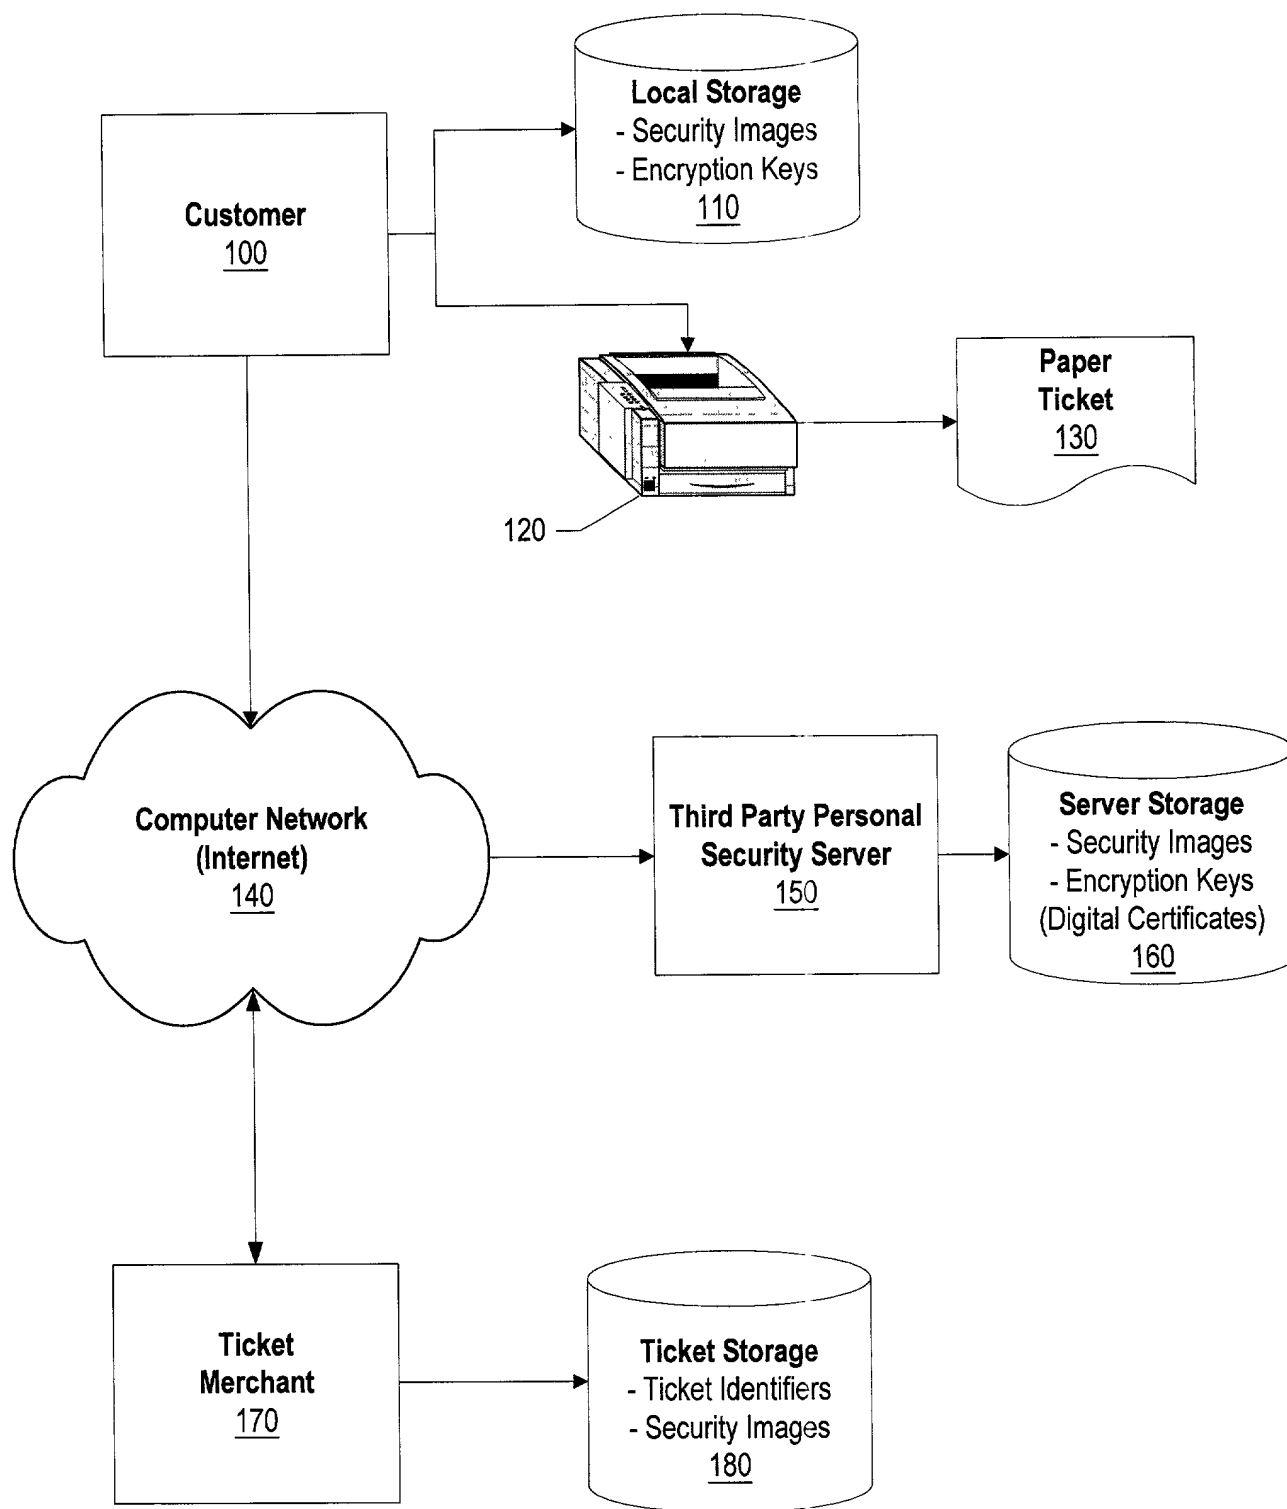 Local Storage
- Security Images
- Encryption Keys
110
Customer
100
Paper
Ticket
130
120
Computer Network
(Internet)
140
Third Party Personal
Security Server
150
Server Storage
- Security Images
- Encryption Keys
(Digital Certificates)
160
Ticket
Merchant
170
Ticket Storage
- Ticket Identifiers
- Security Images
180